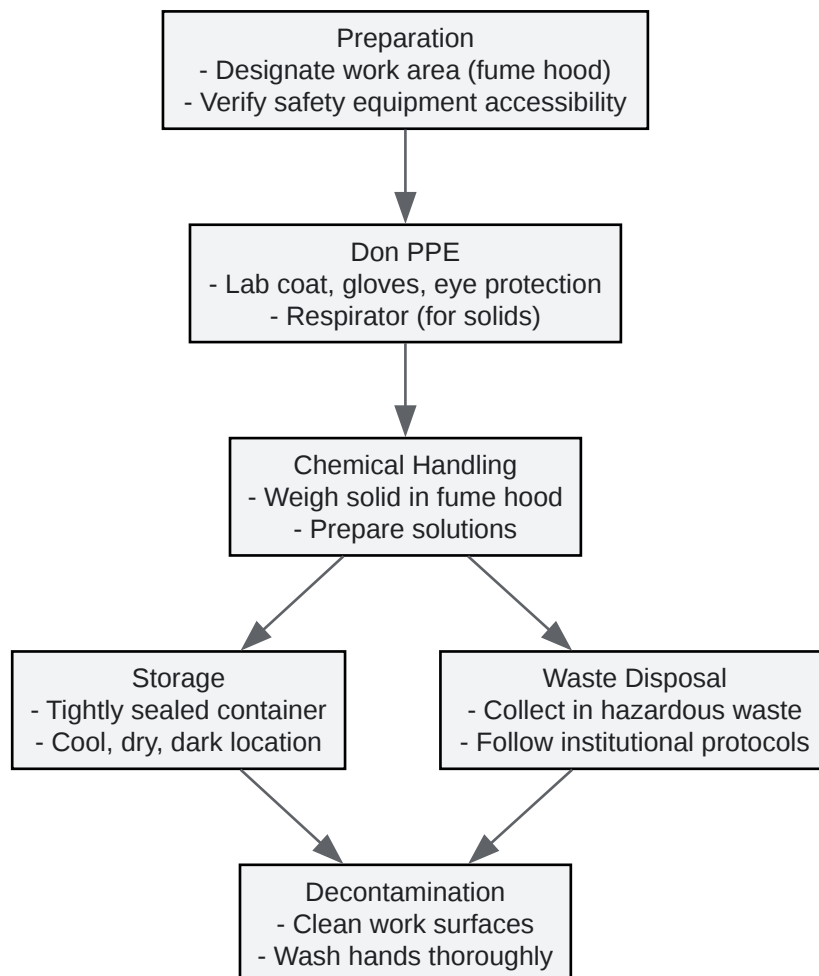 Preparation
- Designate work area (fume hood)
- Verify safety equipment accessibility
Don PPE
- Lab coat, gloves, eye protection
- Respirator (for solids)
Chemical Handling
- Weigh solid in fume hood
- Prepare solutions
Storage
- Tightly sealed container
- Cool, dry, dark location
Waste Disposal
- Collect in hazardous waste
- Follow institutional protocols
Decontamination
- Clean work surfaces
- Wash hands thoroughly